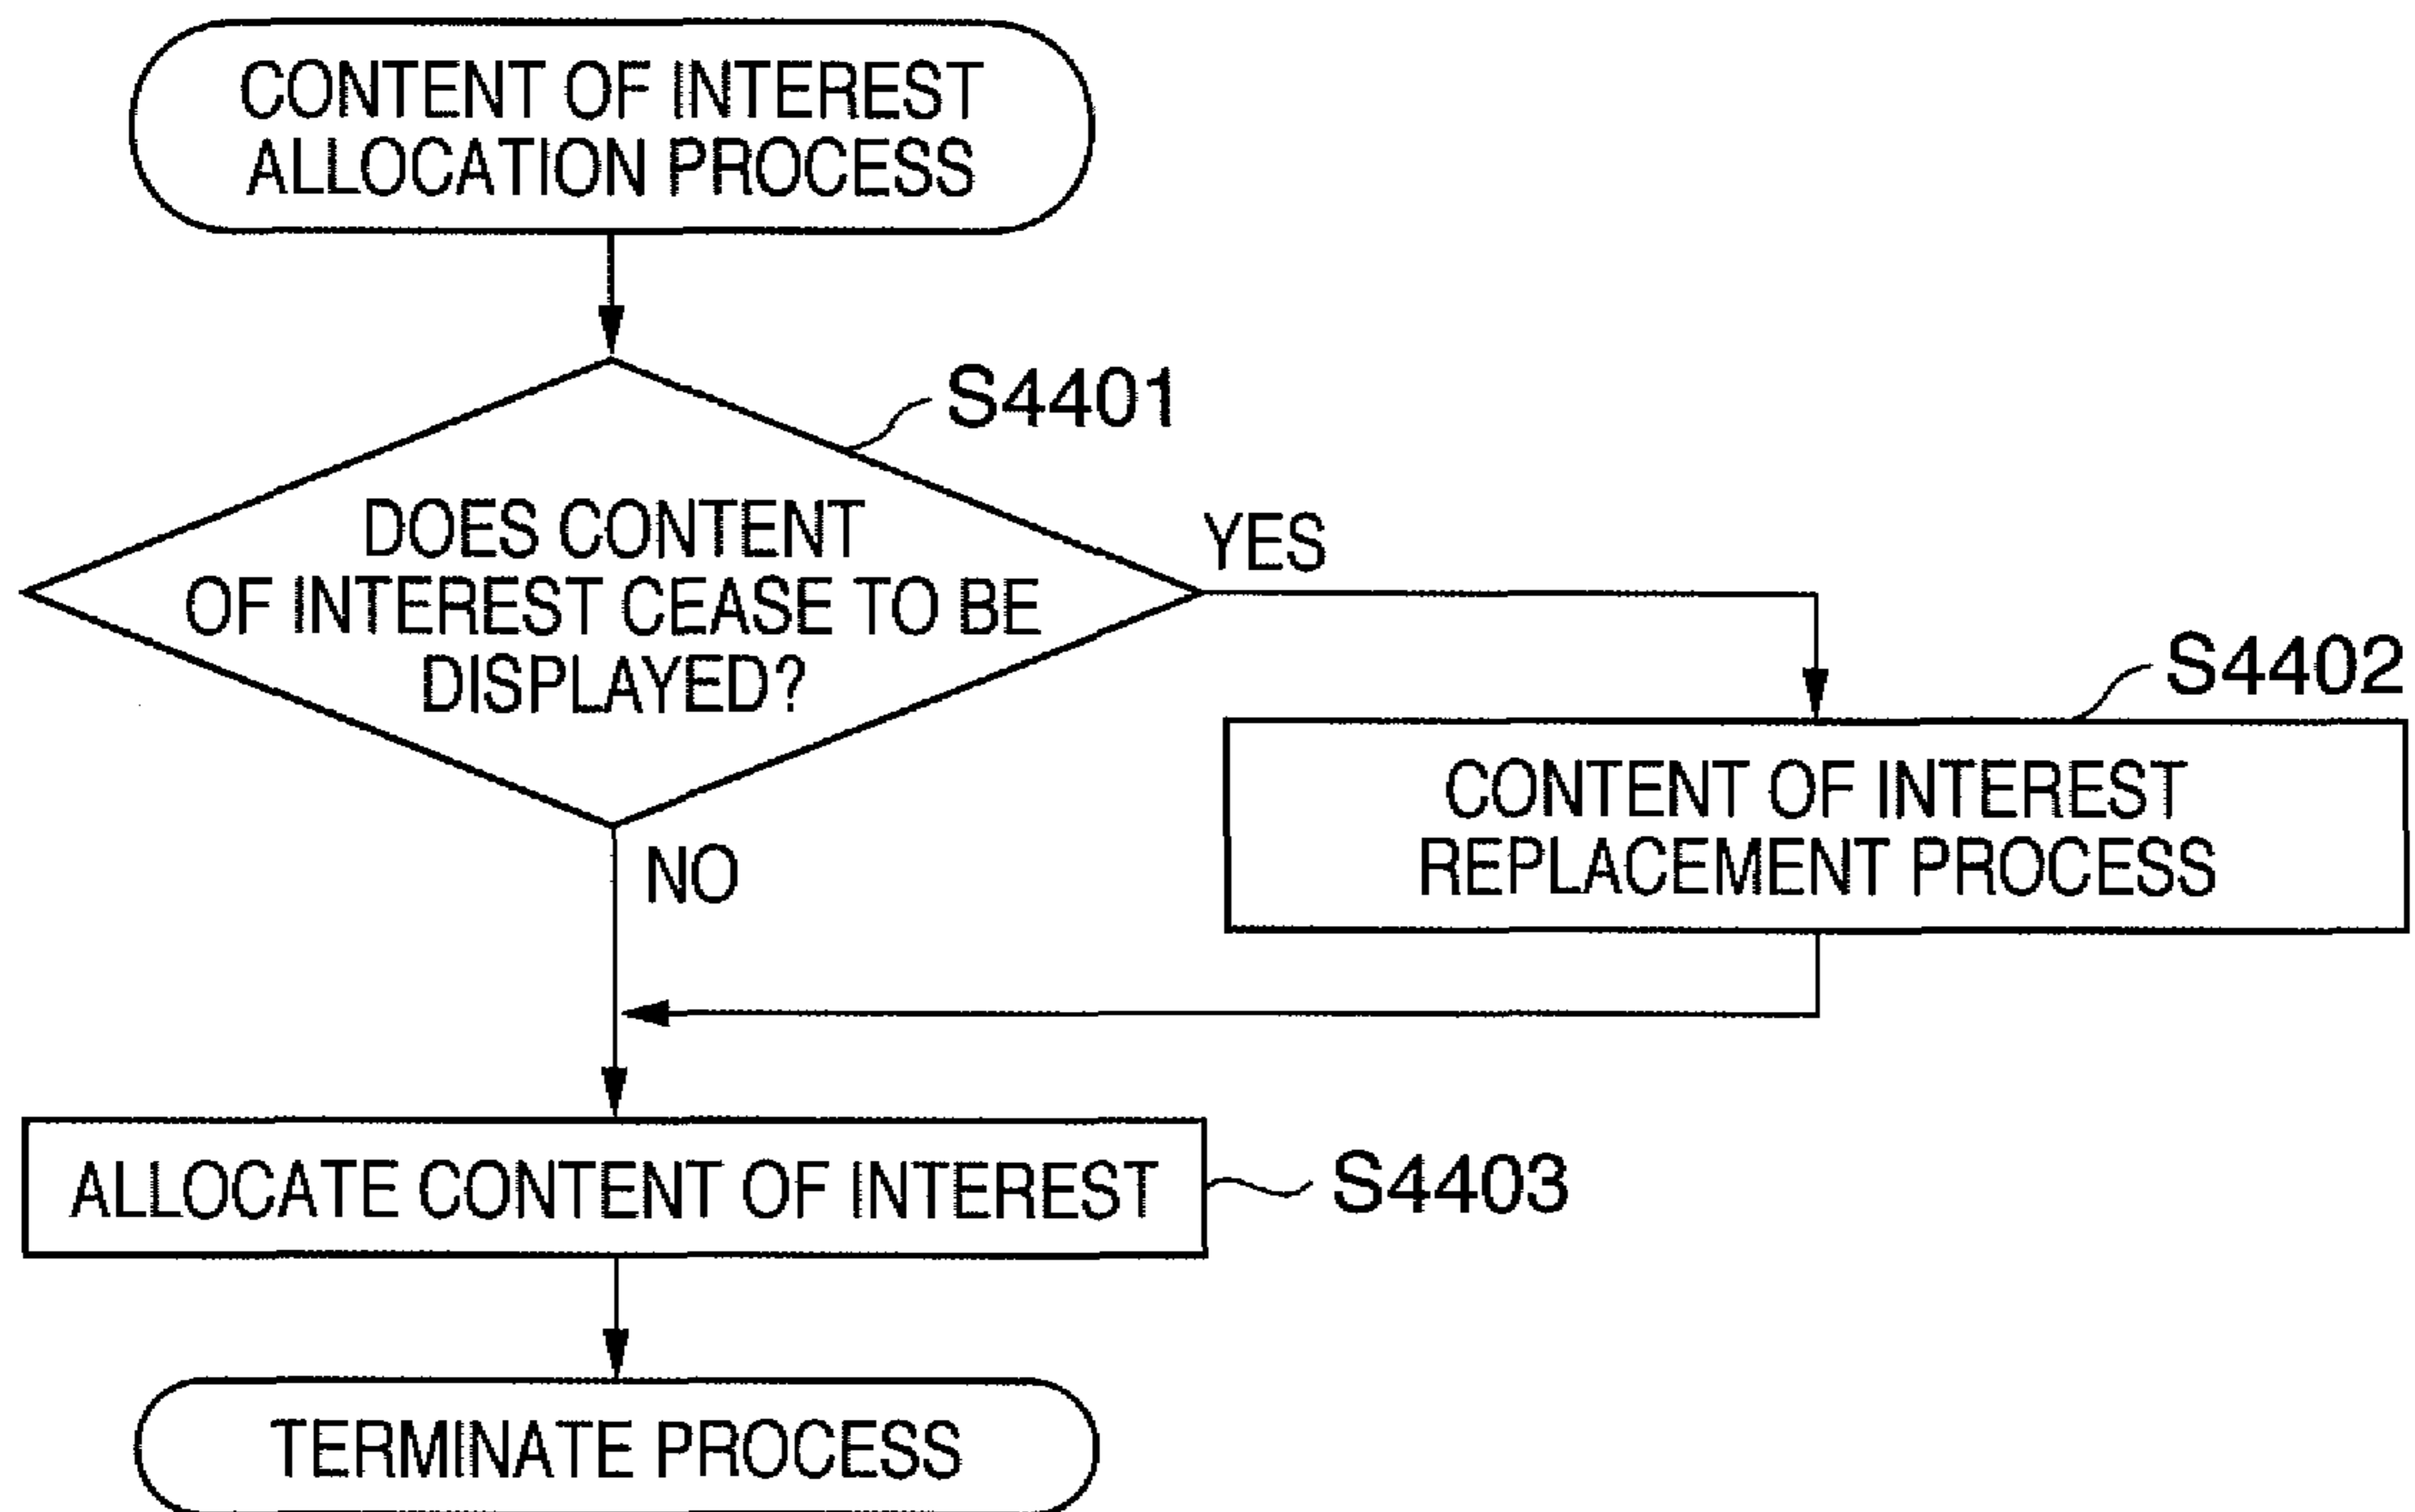 CONTENT OF INTEREST
ALLOCATION PROCESS
S4401
DOES CONTENT
OF INTEREST CEASE TO BE
DISPLAYED?
YES
NO
S4402
CONTENT OF INTEREST
REPLACEMENT PROCESS
ALLOCATE CONTENT OF INTEREST
S4403
TERMINATE PROCESS